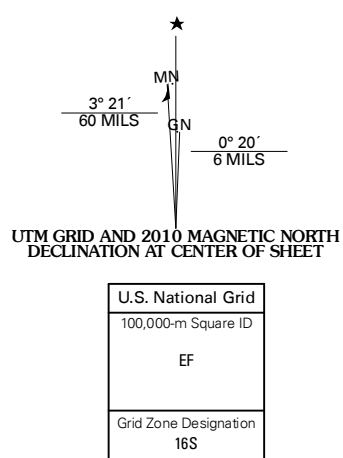 ★
MN
3° 21´
60 MILS
GN
0° 20´
6 MILS
UTM GRID AND 2010 MAGNETIC NORTH
DECLINATION AT CENTER OF SHEET
U.S. National Grid
100,000-m Square ID
EF
Grid Zone Designation
16S